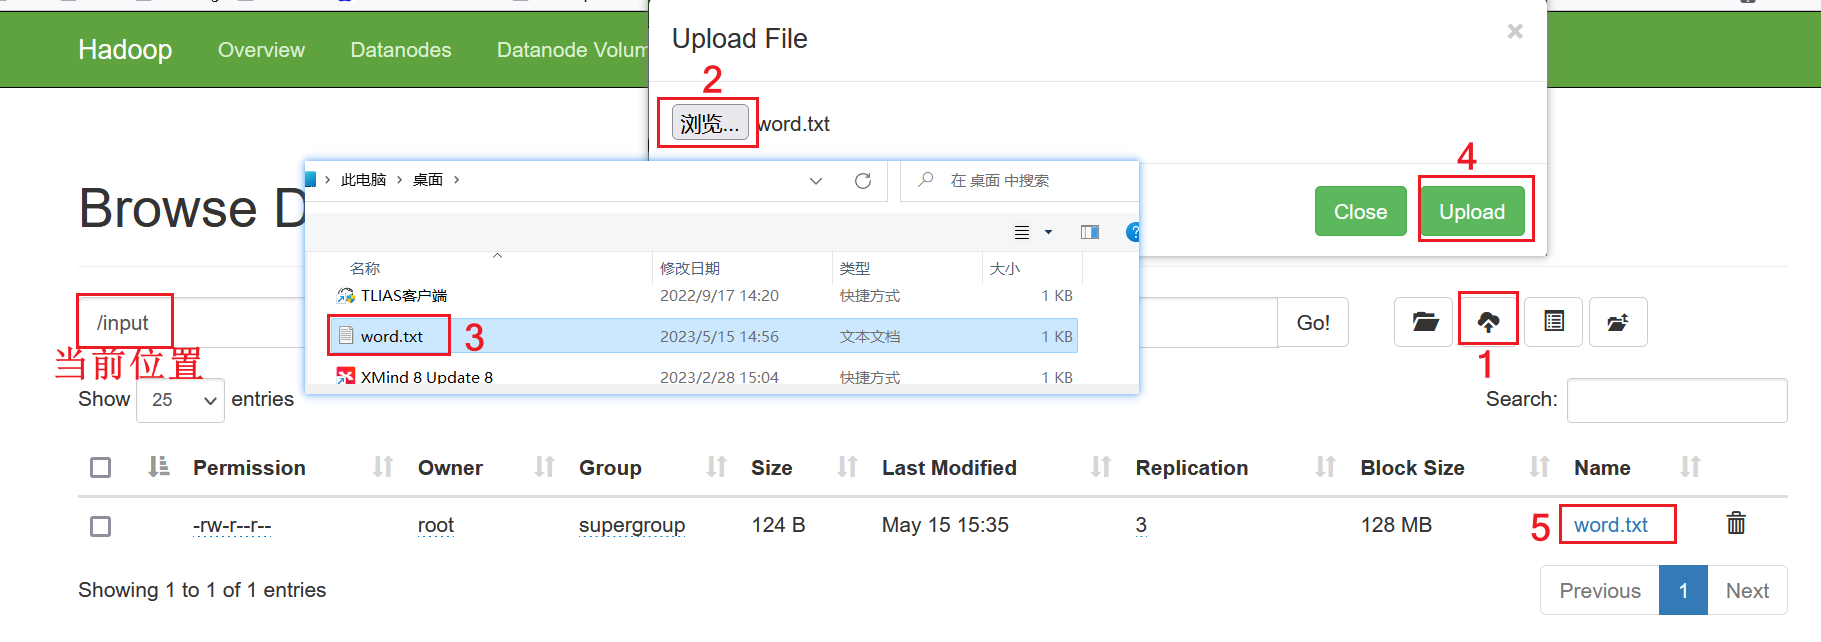 Hadoop Overview Datanodes Datanode Volum
Upload File ×
2
浏览... word.txt
4
Close Upload
此电脑 > 桌面 > 在 桌面 中搜索
Browse D
名称 修改日期 类型 大小
TLIAS客户端 2022/9/17 14:20 快捷方式 1 KB
word.txt 3 2023/5/15 14:56 文本文档 1 KB
XMind 8 Update 8 2023/2/28 15:04 快捷方式 1 KB
/input Go!
当前位置 1
Show 25 entries Search:
Permission Owner Group Size Last Modified Replication Block Size Name
-rw-r--r-- root supergroup 124 B May 15 15:35 3 128 MB 5 word.txt
Showing 1 to 1 of 1 entries Previous 1 Next